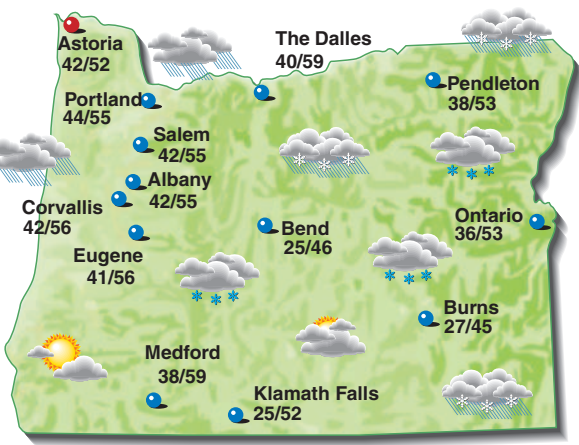 Astoria
42/52
The Dalles
40/59
Pendleton
38/53
Portland
44/55
Salem
42/55
Albany
42/55
Corvallis
42/56
Eugene
41/56
Bend
25/46
Ontario
36/53
Burns
27/45
Medford
38/59
Klamath Falls
25/52